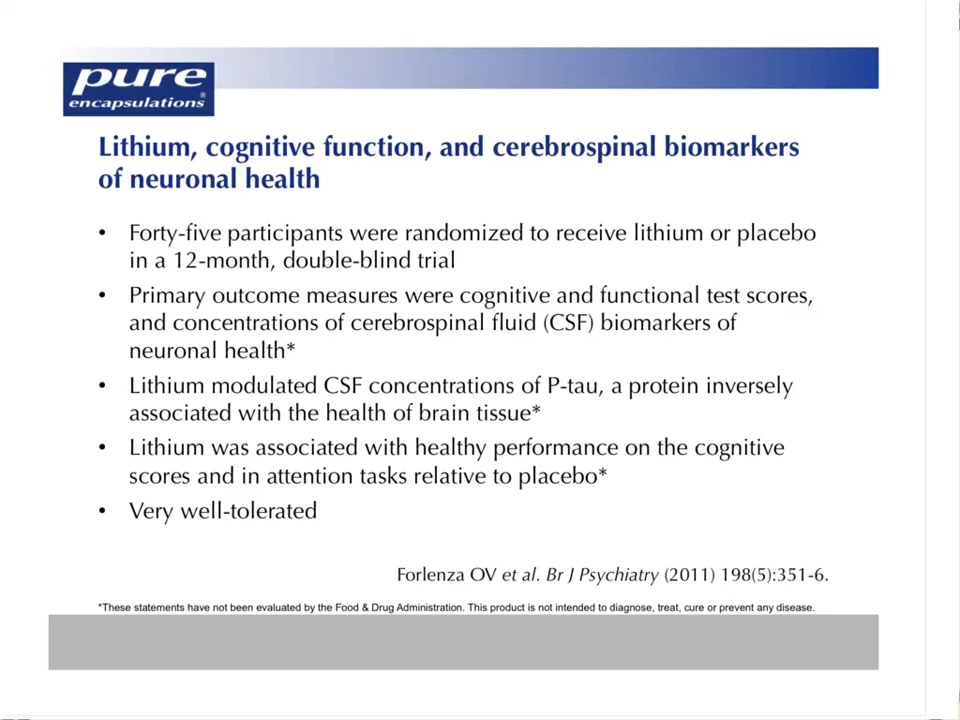 pure
encapsulations®
Lithium, cognitive function, and cerebrospinal biomarkers
of neuronal health
• Forty-five participants were randomized to receive lithium or placebo
in a 12-month, double-blind trial
• Primary outcome measures were cognitive and functional test scores,
and concentrations of cerebrospinal fluid (CSF) biomarkers of
neuronal health*
• Lithium modulated CSF concentrations of P-tau, a protein inversely
associated with the health of brain tissue*
• Lithium was associated with healthy performance on the cognitive
scores and in attention tasks relative to placebo*
• Very well-tolerated
Forlenza OV et al. Br J Psychiatry (2011) 198(5):351-6.
*These statements have not been evaluated by the Food & Drug Administration. This product is not intended to diagnose, treat, cure or prevent any disease.